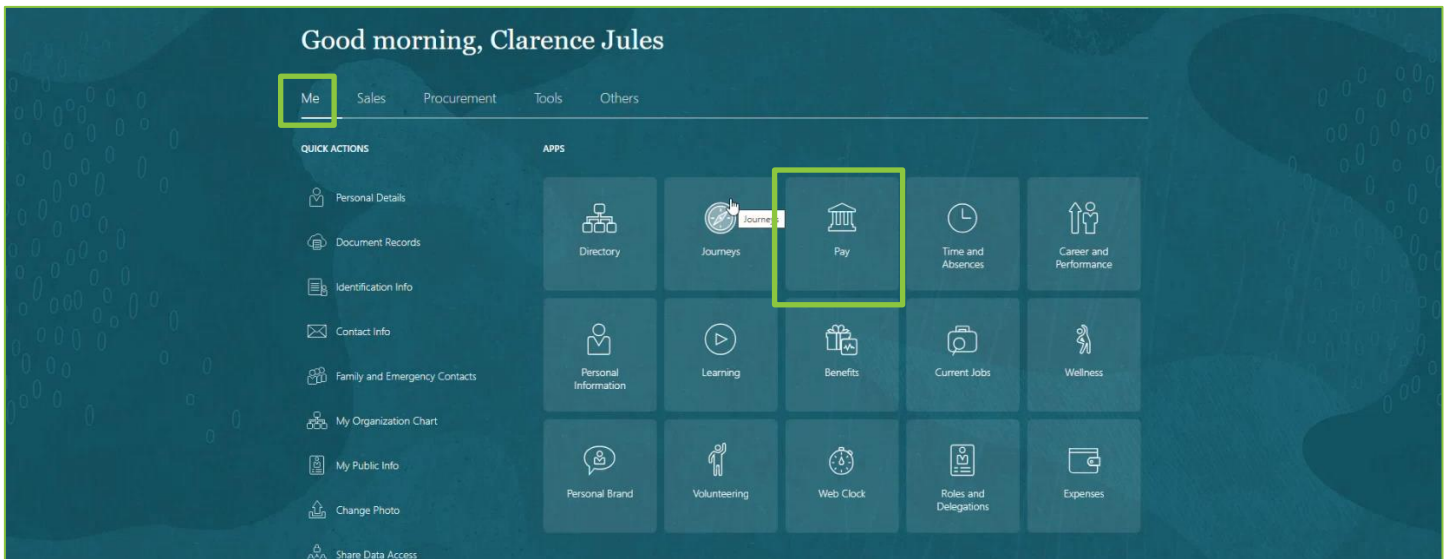 Good morning, Clarence Jules
Me Sales Procurement Tools Others
QUICK ACTIONS
Personal Details
Document Records
Identification Info
Contact Info
Family and Emergency Contacts
My Organization Chart
My Public Info
Change Photo
Share Data Access
APPS
Directory
Journeys
Journeys
Pay
Time and
Absences
Career and
Performance
Personal
Information
Learning
Benefits
Current Jobs
Wellness
Personal Brand
Volunteering
Web Clock
Roles and
Delegations
Expenses